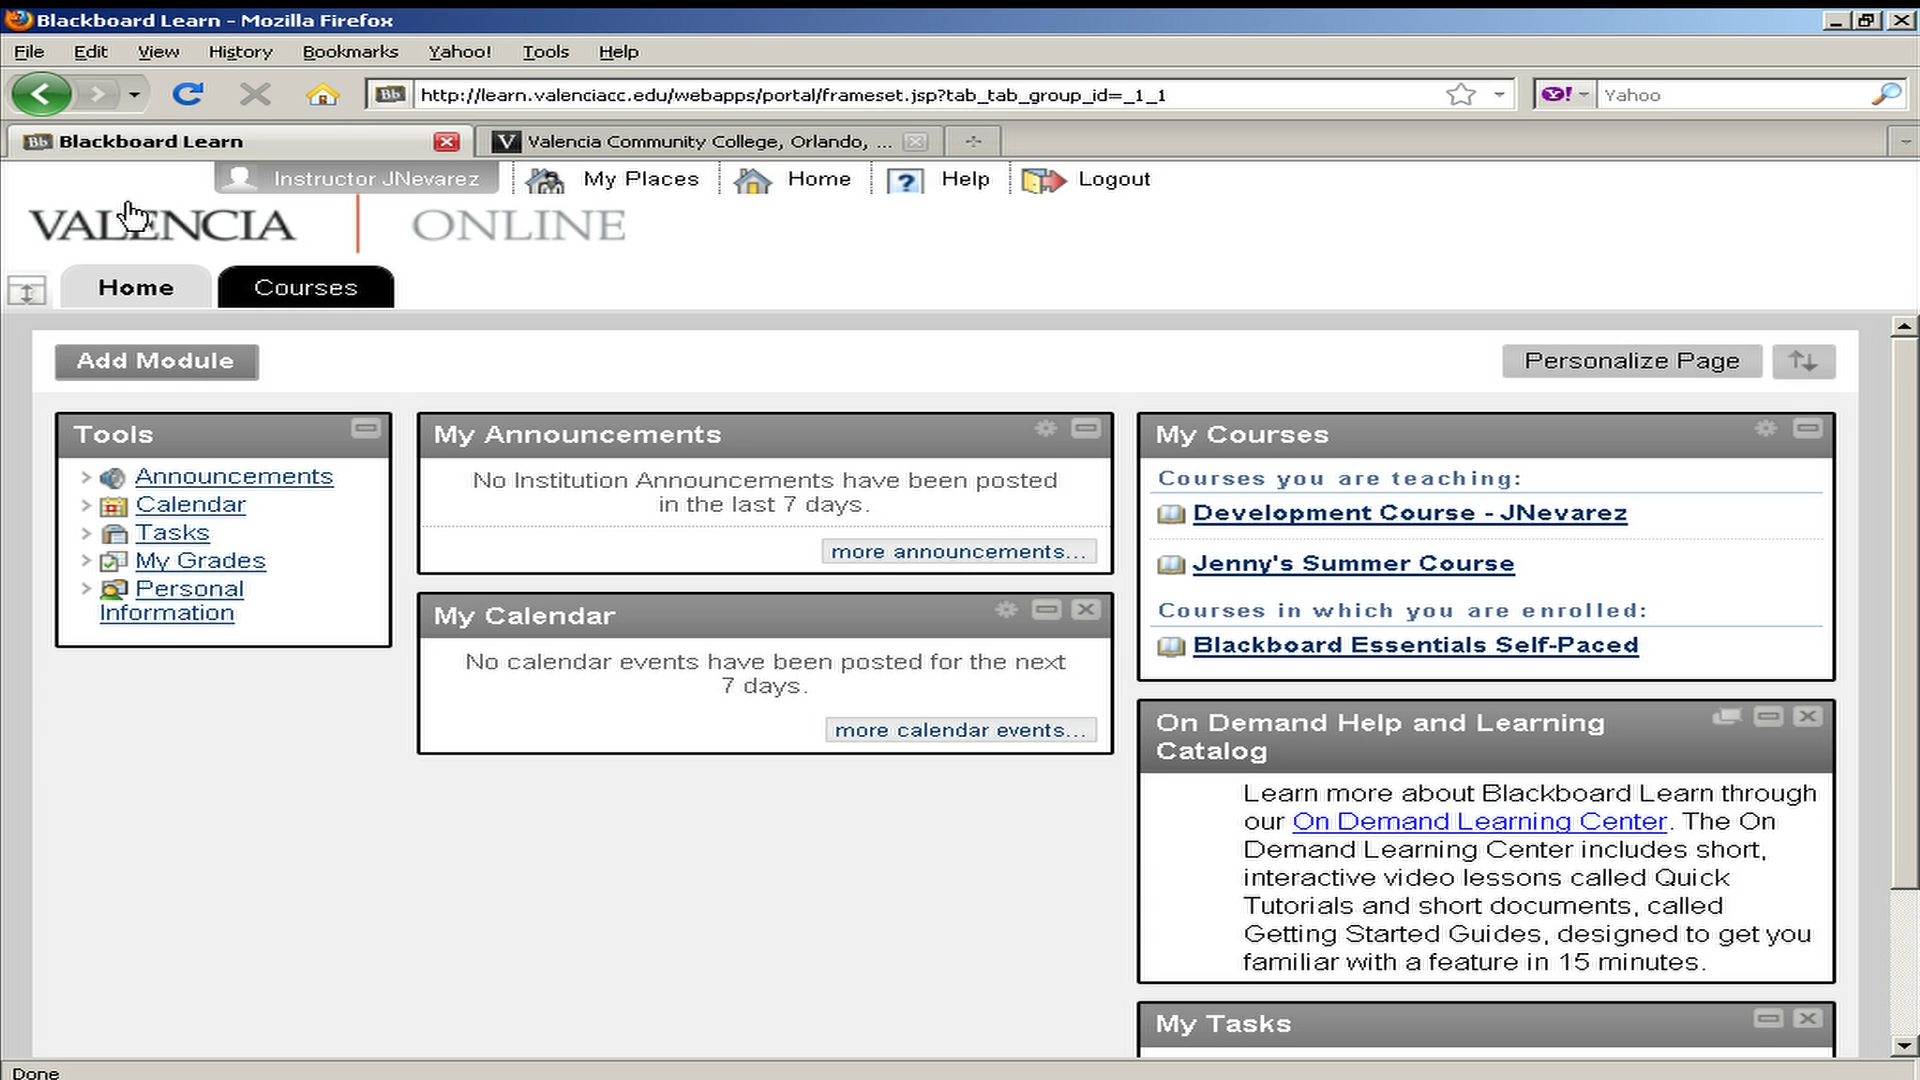 Blackboard Learn - Mozilla Firefox
File Edit View History Bookmarks Yahoo! Tools Help
Bb http://learn.valenciacc.edu/webapps/portal/frameset.jsp?tab_tab_group_id=_1_1 Y! Yahoo
Bb Blackboard Learn V Valencia Community College, Orlando, ...
Instructor JNevarez My Places Home ? Help Logout
VALENCIA ONLINE
Home Courses
Add Module Personalize Page
Tools
Announcements
Calendar
Tasks
My Grades
Personal
Information
My Announcements
No Institution Announcements have been posted
in the last 7 days.
more announcements...
My Calendar
No calendar events have been posted for the next
7 days.
more calendar events...
My Courses
Courses you are teaching:
Development Course - JNevarez
Jenny's Summer Course
Courses in which you are enrolled:
Blackboard Essentials Self-Paced
On Demand Help and Learning
Catalog
Learn more about Blackboard Learn through
our On Demand Learning Center. The On
Demand Learning Center includes short,
interactive video lessons called Quick
Tutorials and short documents, called
Getting Started Guides, designed to get you
familiar with a feature in 15 minutes.
My Tasks
Done